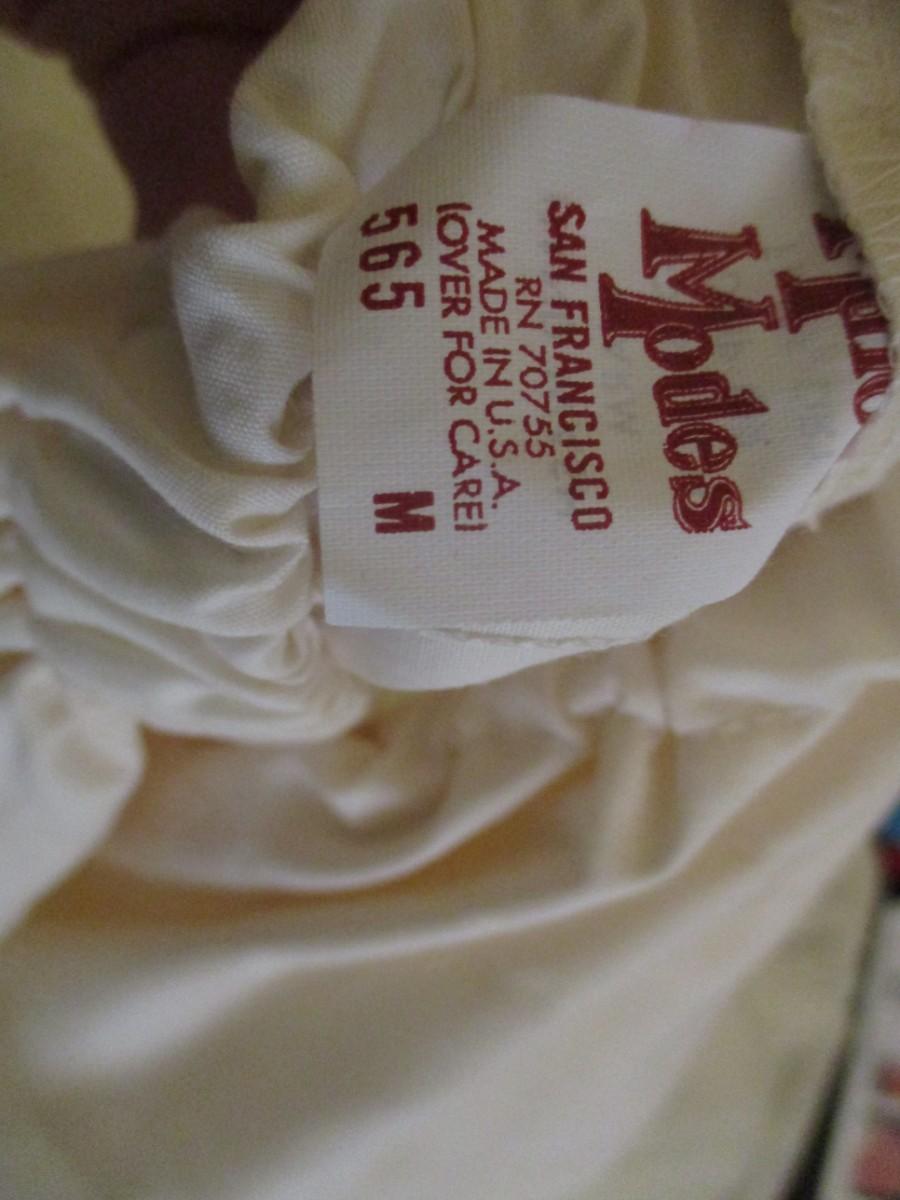 Modes
SAN FRANCISCO
RN 70755
MADE IN U.S.A.
(OVER FOR CARE)
565 M